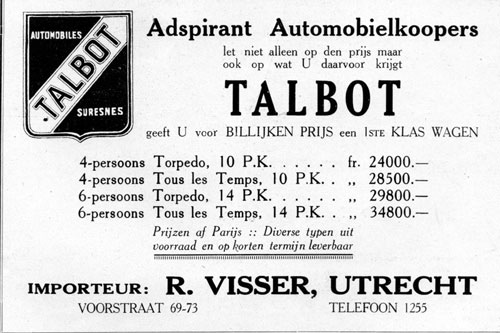 AUTOMOBILES
TALBOT
SURESNES
Adspirant Automobielkoopers
let niet alleen op den prijs maar
ook op wat U daarvoor krijgt
TALBOT
geeft U voor BILLIJKEN PRIJS een 1STE KLAS WAGEN
4-persoons Torpedo, 10 P.K. . . . . . fr. 24000.—
4-persoons Tous les Temps, 10 P.K. . ,, 28500.—
6-persoons Torpedo, 14 P.K. . . . . . ,, 29800.—
6-persoons Tous les Temps, 14 P.K. . ,, 34800.—
Prijzen af Parijs :: Diverse typen uit
voorraad en op korten termijn leverbaar
IMPORTEUR: R. VISSER, UTRECHT
VOORSTRAAT 69-73 TELEFOON 1255